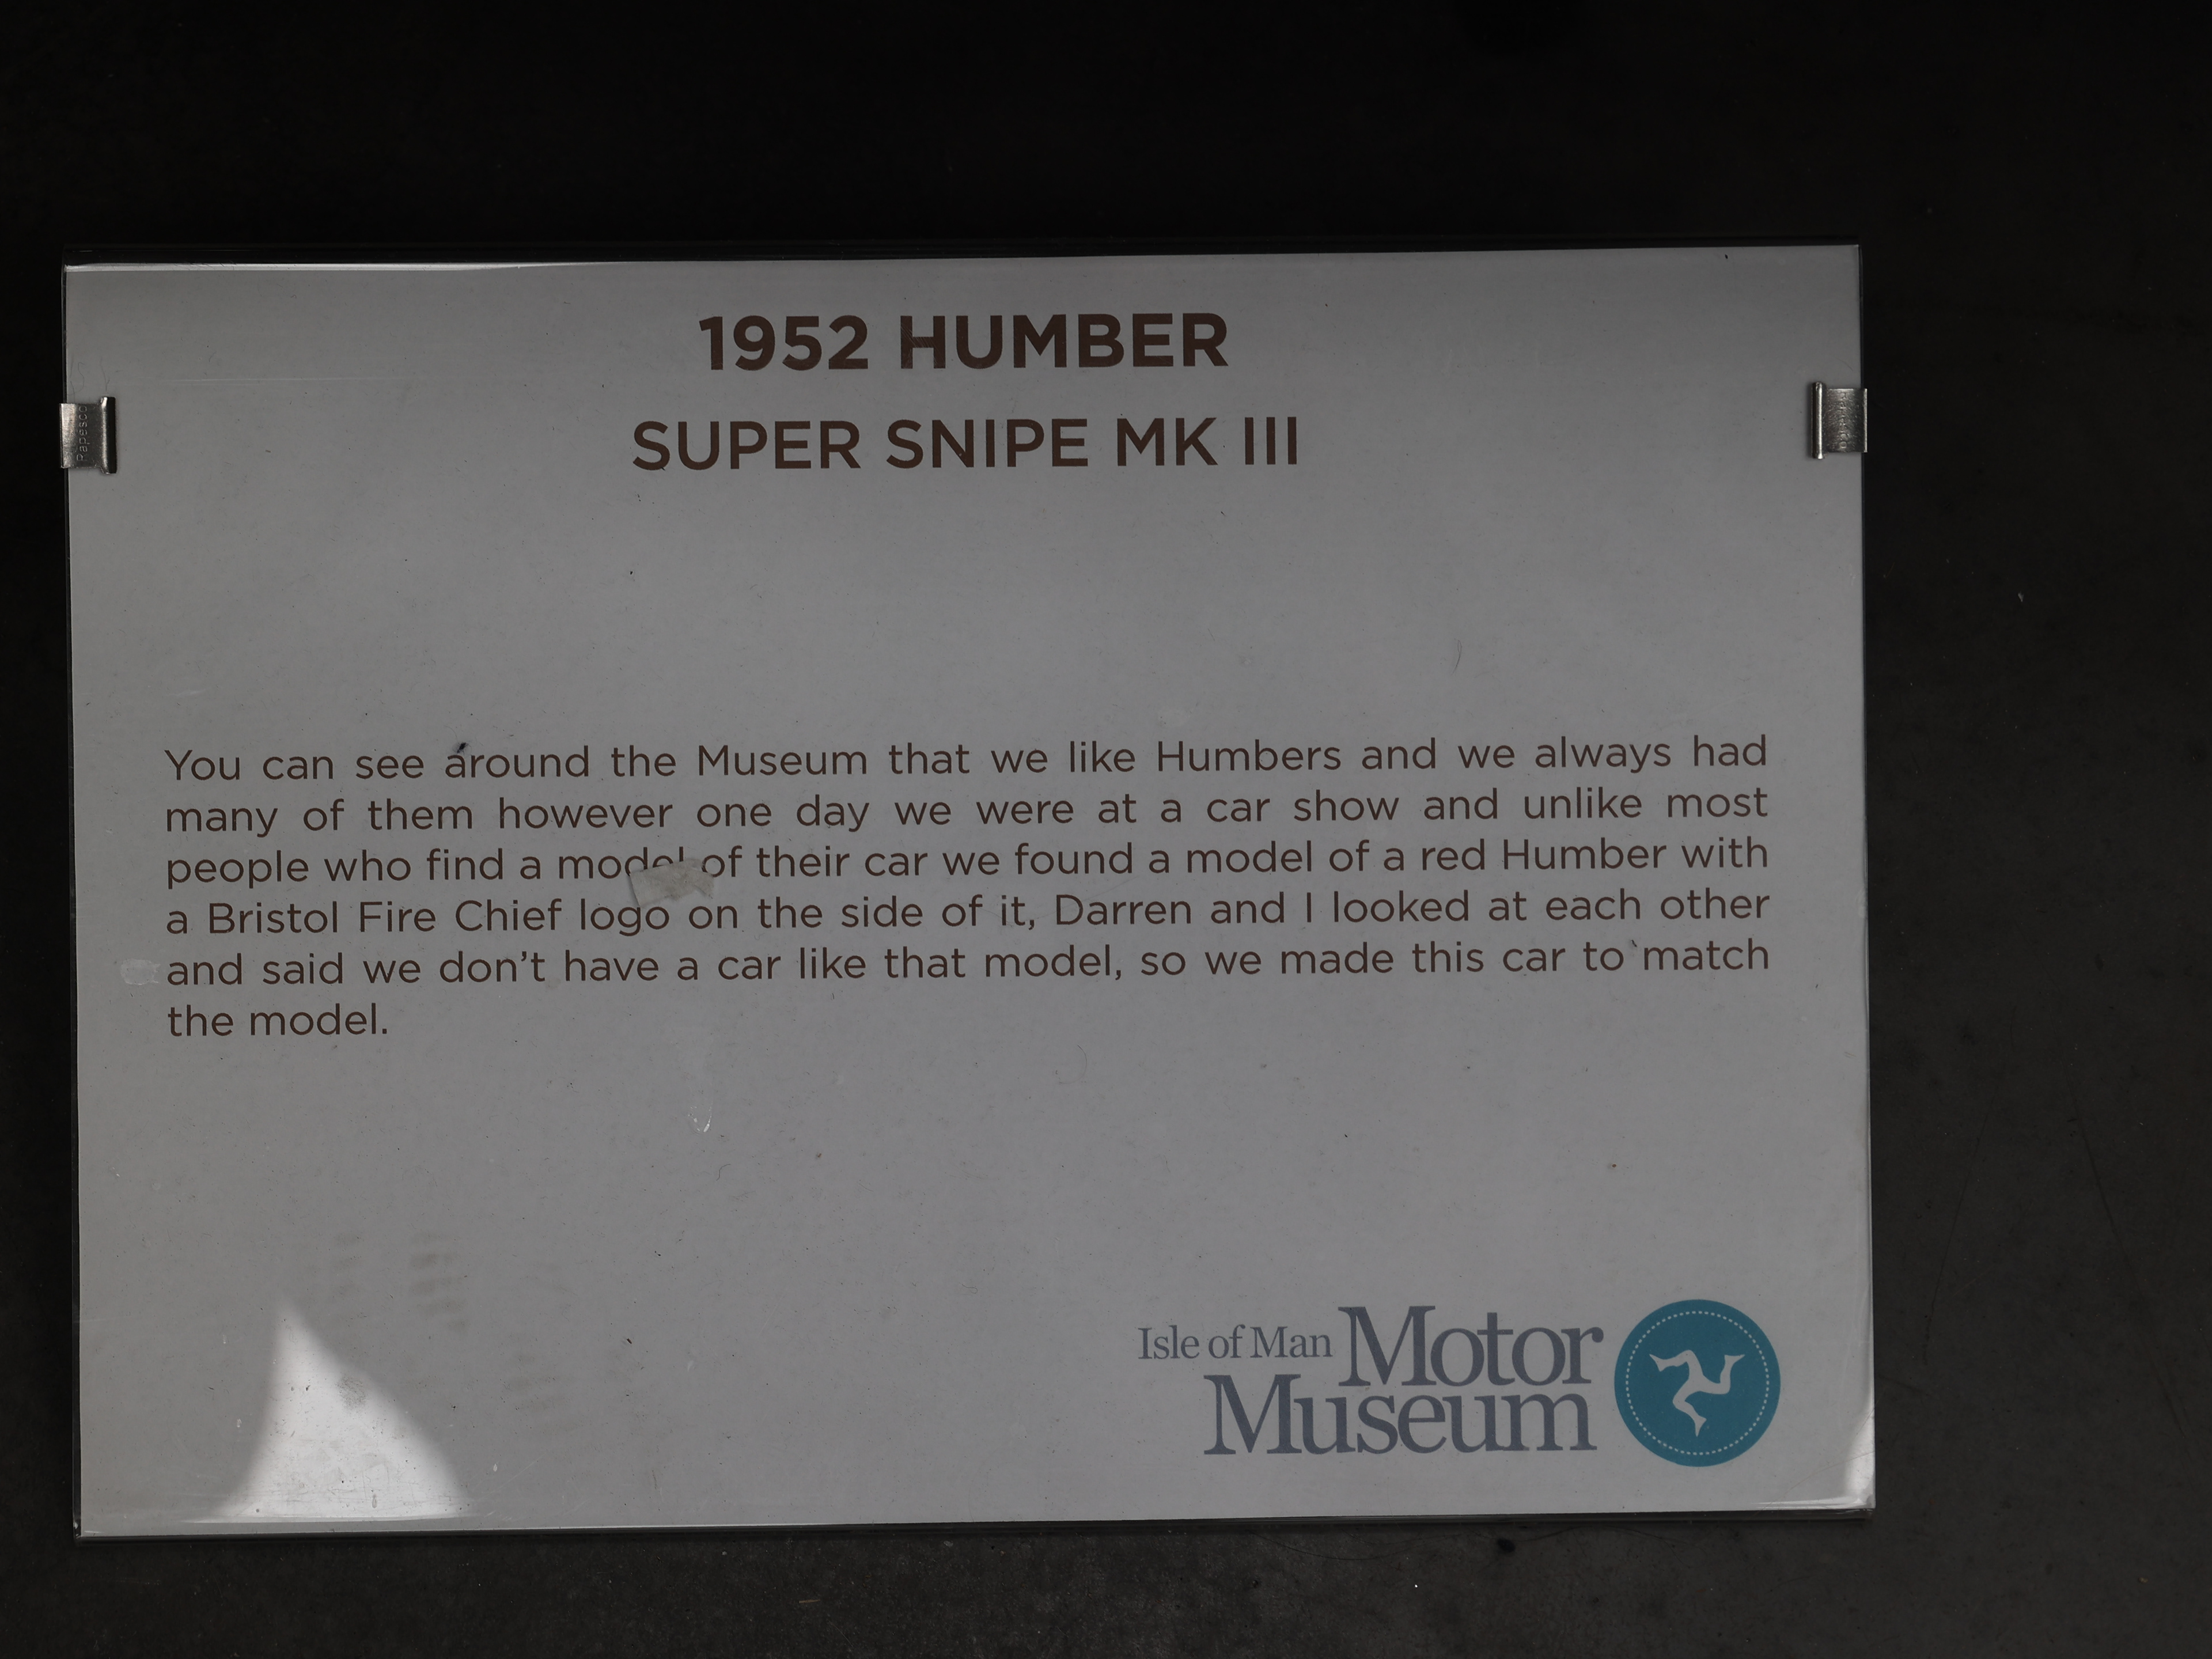 1952 HUMBER
SUPER SNIPE MK III
You can see around the Museum that we like Humbers and we always had
many of them however one day we were at a car show and unlike most
people who find a model of their car we found a model of a red Humber with
a Bristol Fire Chief logo on the side of it, Darren and I looked at each other
and said we don't have a car like that model, so we made this car to match
the model.
Isle of Man Motor
Museum
Papesco